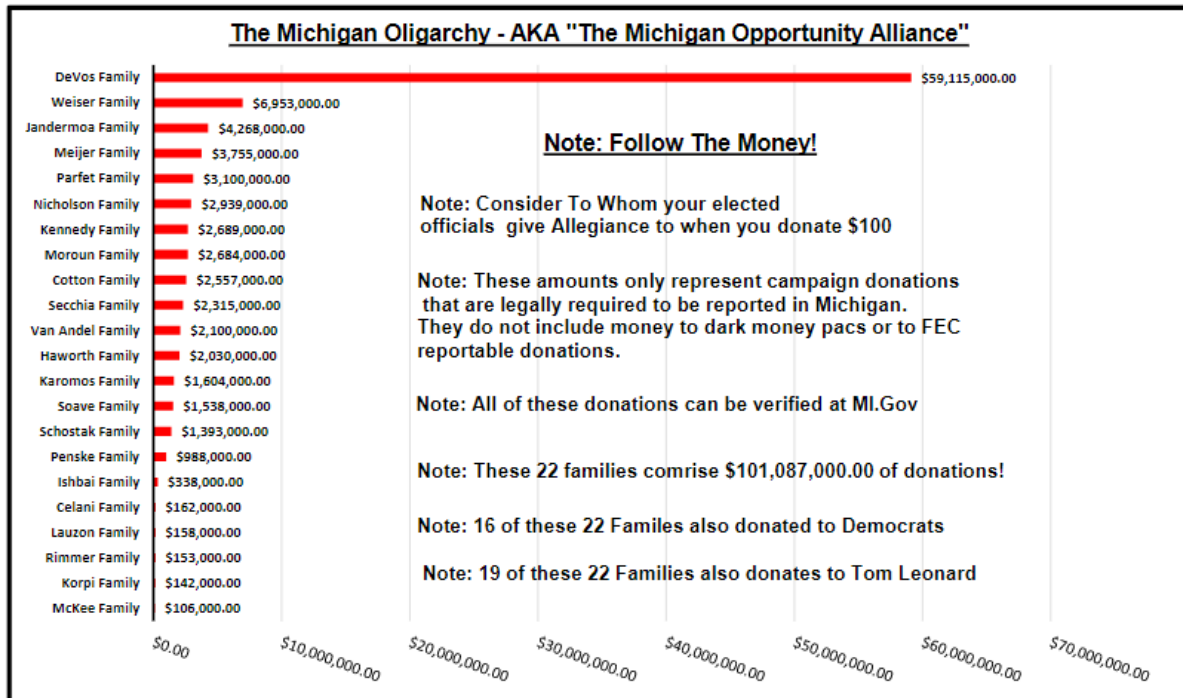 The Michigan Oligarchy - AKA "The Michigan Opportunity Alliance"
DeVos Family $59,115,000.00
Weiser Family $6,953,000.00
Jandermoa Family $4,268,000.00
Meijer Family $3,755,000.00
Parfet Family $3,100,000.00
Nicholson Family $2,939,000.00
Kennedy Family $2,689,000.00
Moroun Family $2,684,000.00
Cotton Family $2,557,000.00
Secchia Family $2,315,000.00
Van Andel Family $2,100,000.00
Haworth Family $2,030,000.00
Karomos Family $1,604,000.00
Soave Family $1,538,000.00
Schostak Family $1,393,000.00
Penske Family $988,000.00
Ishbai Family $338,000.00
Celani Family $162,000.00
Lauzon Family $158,000.00
Rimmer Family $153,000.00
Korpi Family $142,000.00
McKee Family $106,000.00
Note: Follow The Money!
Note: Consider To Whom your elected
officials give Allegiance to when you donate $100
Note: These amounts only represent campaign donations
that are legally required to be reported in Michigan.
They do not include money to dark money pacs or to FEC
reportable donations.
Note: All of these donations can be verified at MI.Gov
Note: These 22 families comrise $101,087,000.00 of donations!
Note: 16 of these 22 Familes also donated to Democrats
Note: 19 of these 22 Families also donates to Tom Leonard
$0.00 $10,000,000.00 $20,000,000.00 $30,000,000.00 $40,000,000.00 $50,000,000.00 $60,000,000.00 $70,000,000.00